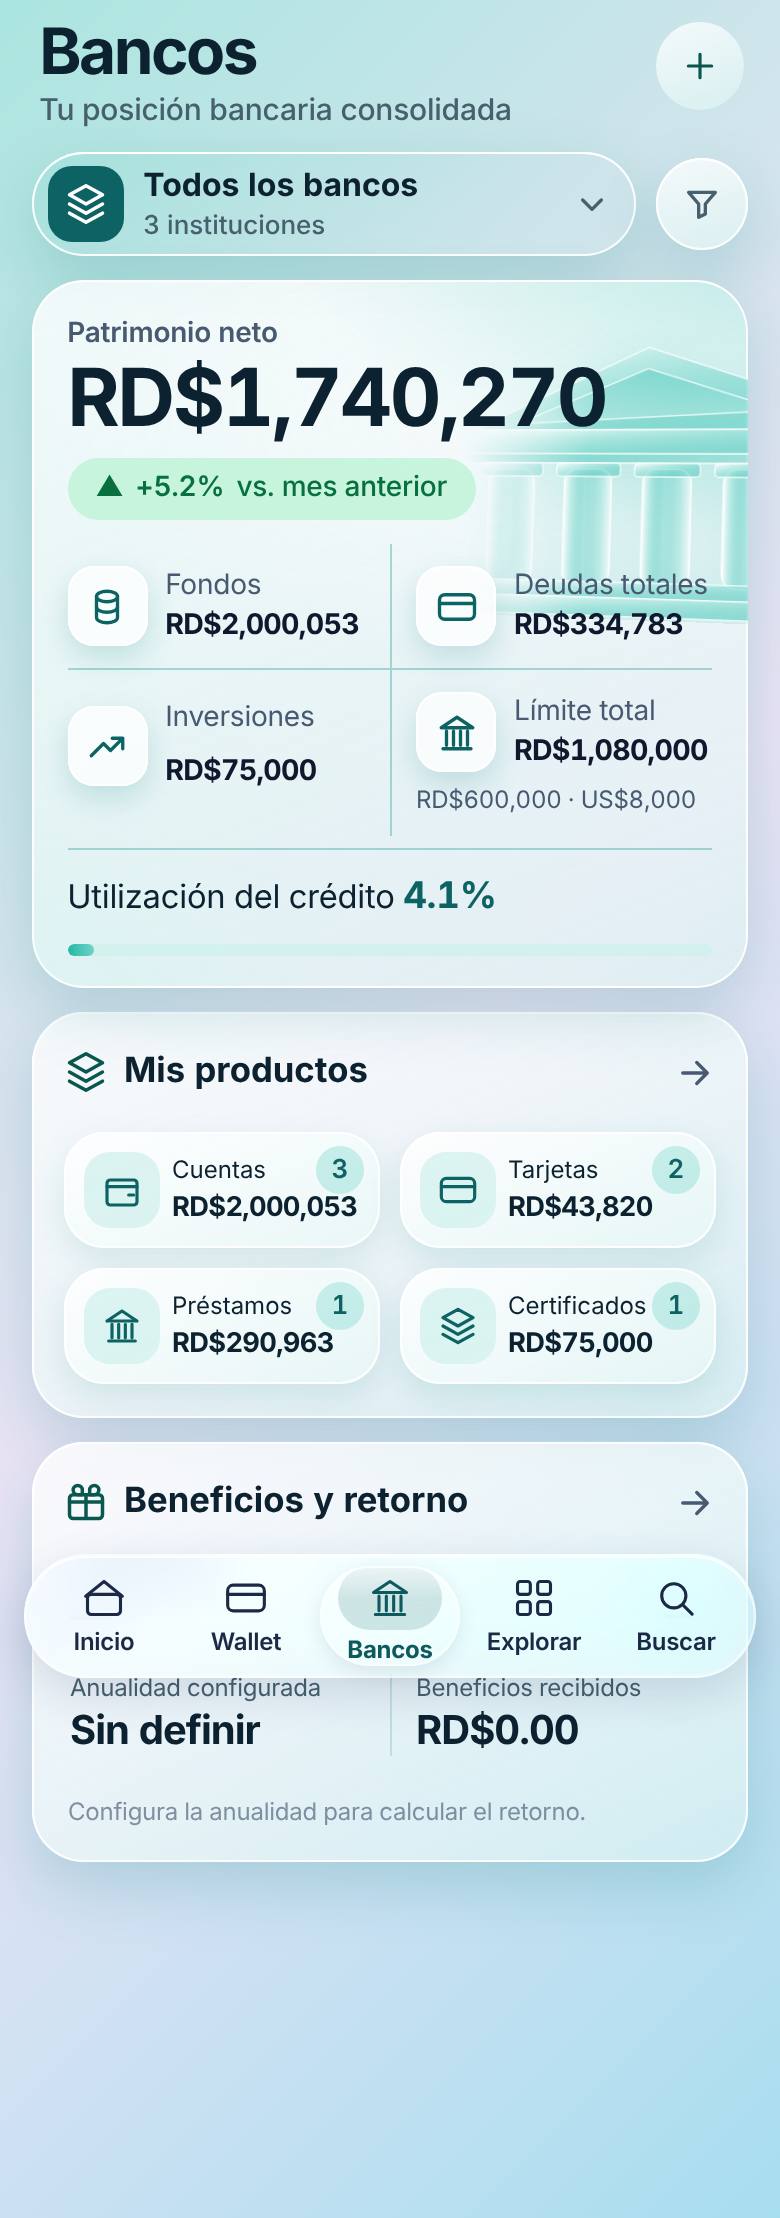 Bancos
Tu posición bancaria consolidada
Todos los bancos
3 instituciones
Patrimonio neto
RD$1,740,270
▲ +5.2% vs. mes anterior
Fondos
RD$2,000,053
Deudas totales
RD$334,783
Inversiones
RD$75,000
Límite total
RD$1,080,000
RD$600,000 · US$8,000
Utilización del crédito 4.1%
Mis productos
Cuentas 3
RD$2,000,053
Tarjetas 2
RD$43,820
Préstamos 1
RD$290,963
Certificados 1
RD$75,000
Beneficios y retorno
Inicio
Wallet
Bancos
Explorar
Buscar
Anualidad configurada
Sin definir
Beneficios recibidos
RD$0.00
Configura la anualidad para calcular el retorno.